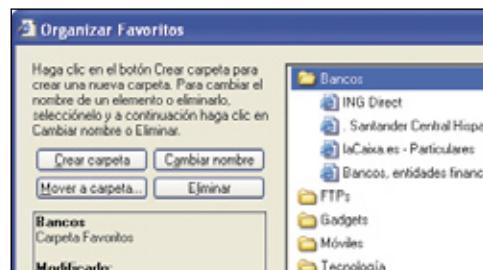 Organizar Favoritos
Haga clic en el botón Crear carpeta para
crear una nueva carpeta. Para cambiar el
nombre de un elemento o eliminarlo,
selecciónelo y a continuación haga clic en
Cambiar nombre o Eliminar.
Crear carpeta
Cambiar nombre
Mover a carpeta...
Eliminar
Bancos
Carpeta Favoritos
Modificado:
Bancos
ING Direct
. Santander Central Hispa
laCaixa.es - Particulares
Bancos, entidades financ
FTPs
Gadgets
Móviles
Tecnología